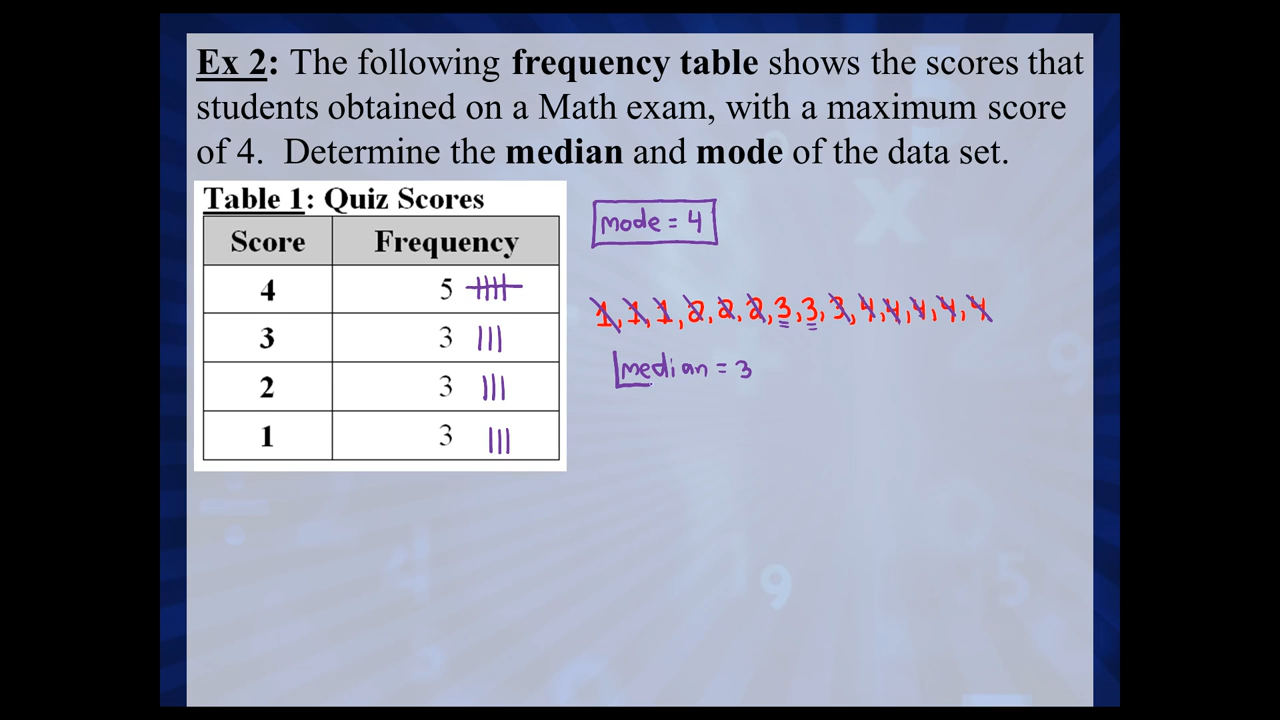 Ex 2: The following frequency table shows the scores that
students obtained on a Math exam, with a maximum score
of 4. Determine the median and mode of the data set.
Table 1: Quiz Scores
Score Frequency
4 5
3 3
2 3
1 3
mode = 4
1, 1, 1, 2, 2, 2, 3, 3, 3, 4, 4, 4, 4, 4
median = 3